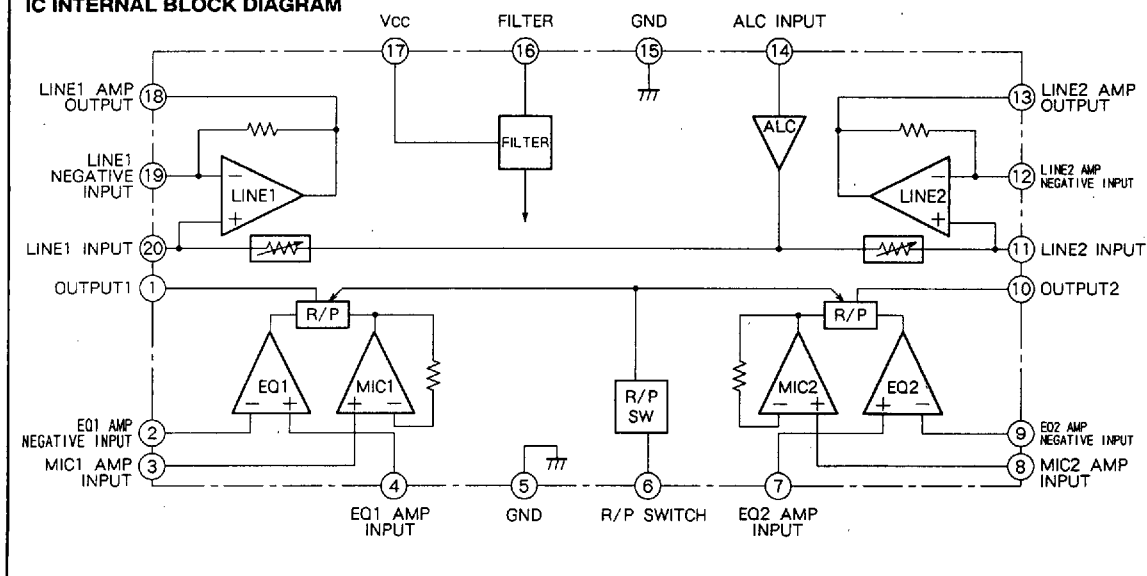 IC INTERNAL BLOCK DIAGRAM
Vcc
FILTER
GND
ALC INPUT
17
16
15
14
LINE1 AMP
OUTPUT
18
13
LINE2 AMP
OUTPUT
ALC
FILTER
LINE1
NEGATIVE
INPUT
19
−
LINE1
+
−
LINE2
+
12
LINE2 AMP
NEGATIVE INPUT
LINE1 INPUT
20
11
LINE2 INPUT
OUTPUT1
1
10
OUTPUT2
R/P
R/P
EQ1
− +
MIC1
+ −
R/P
SW
MIC2
− +
EQ2
+ −
EQ1 AMP
NEGATIVE INPUT
2
9
EQ2 AMP
NEGATIVE INPUT
MIC1 AMP
INPUT
3
8
MIC2 AMP
INPUT
4
5
6
7
EQ1 AMP
INPUT
GND
R/P SWITCH
EQ2 AMP
INPUT